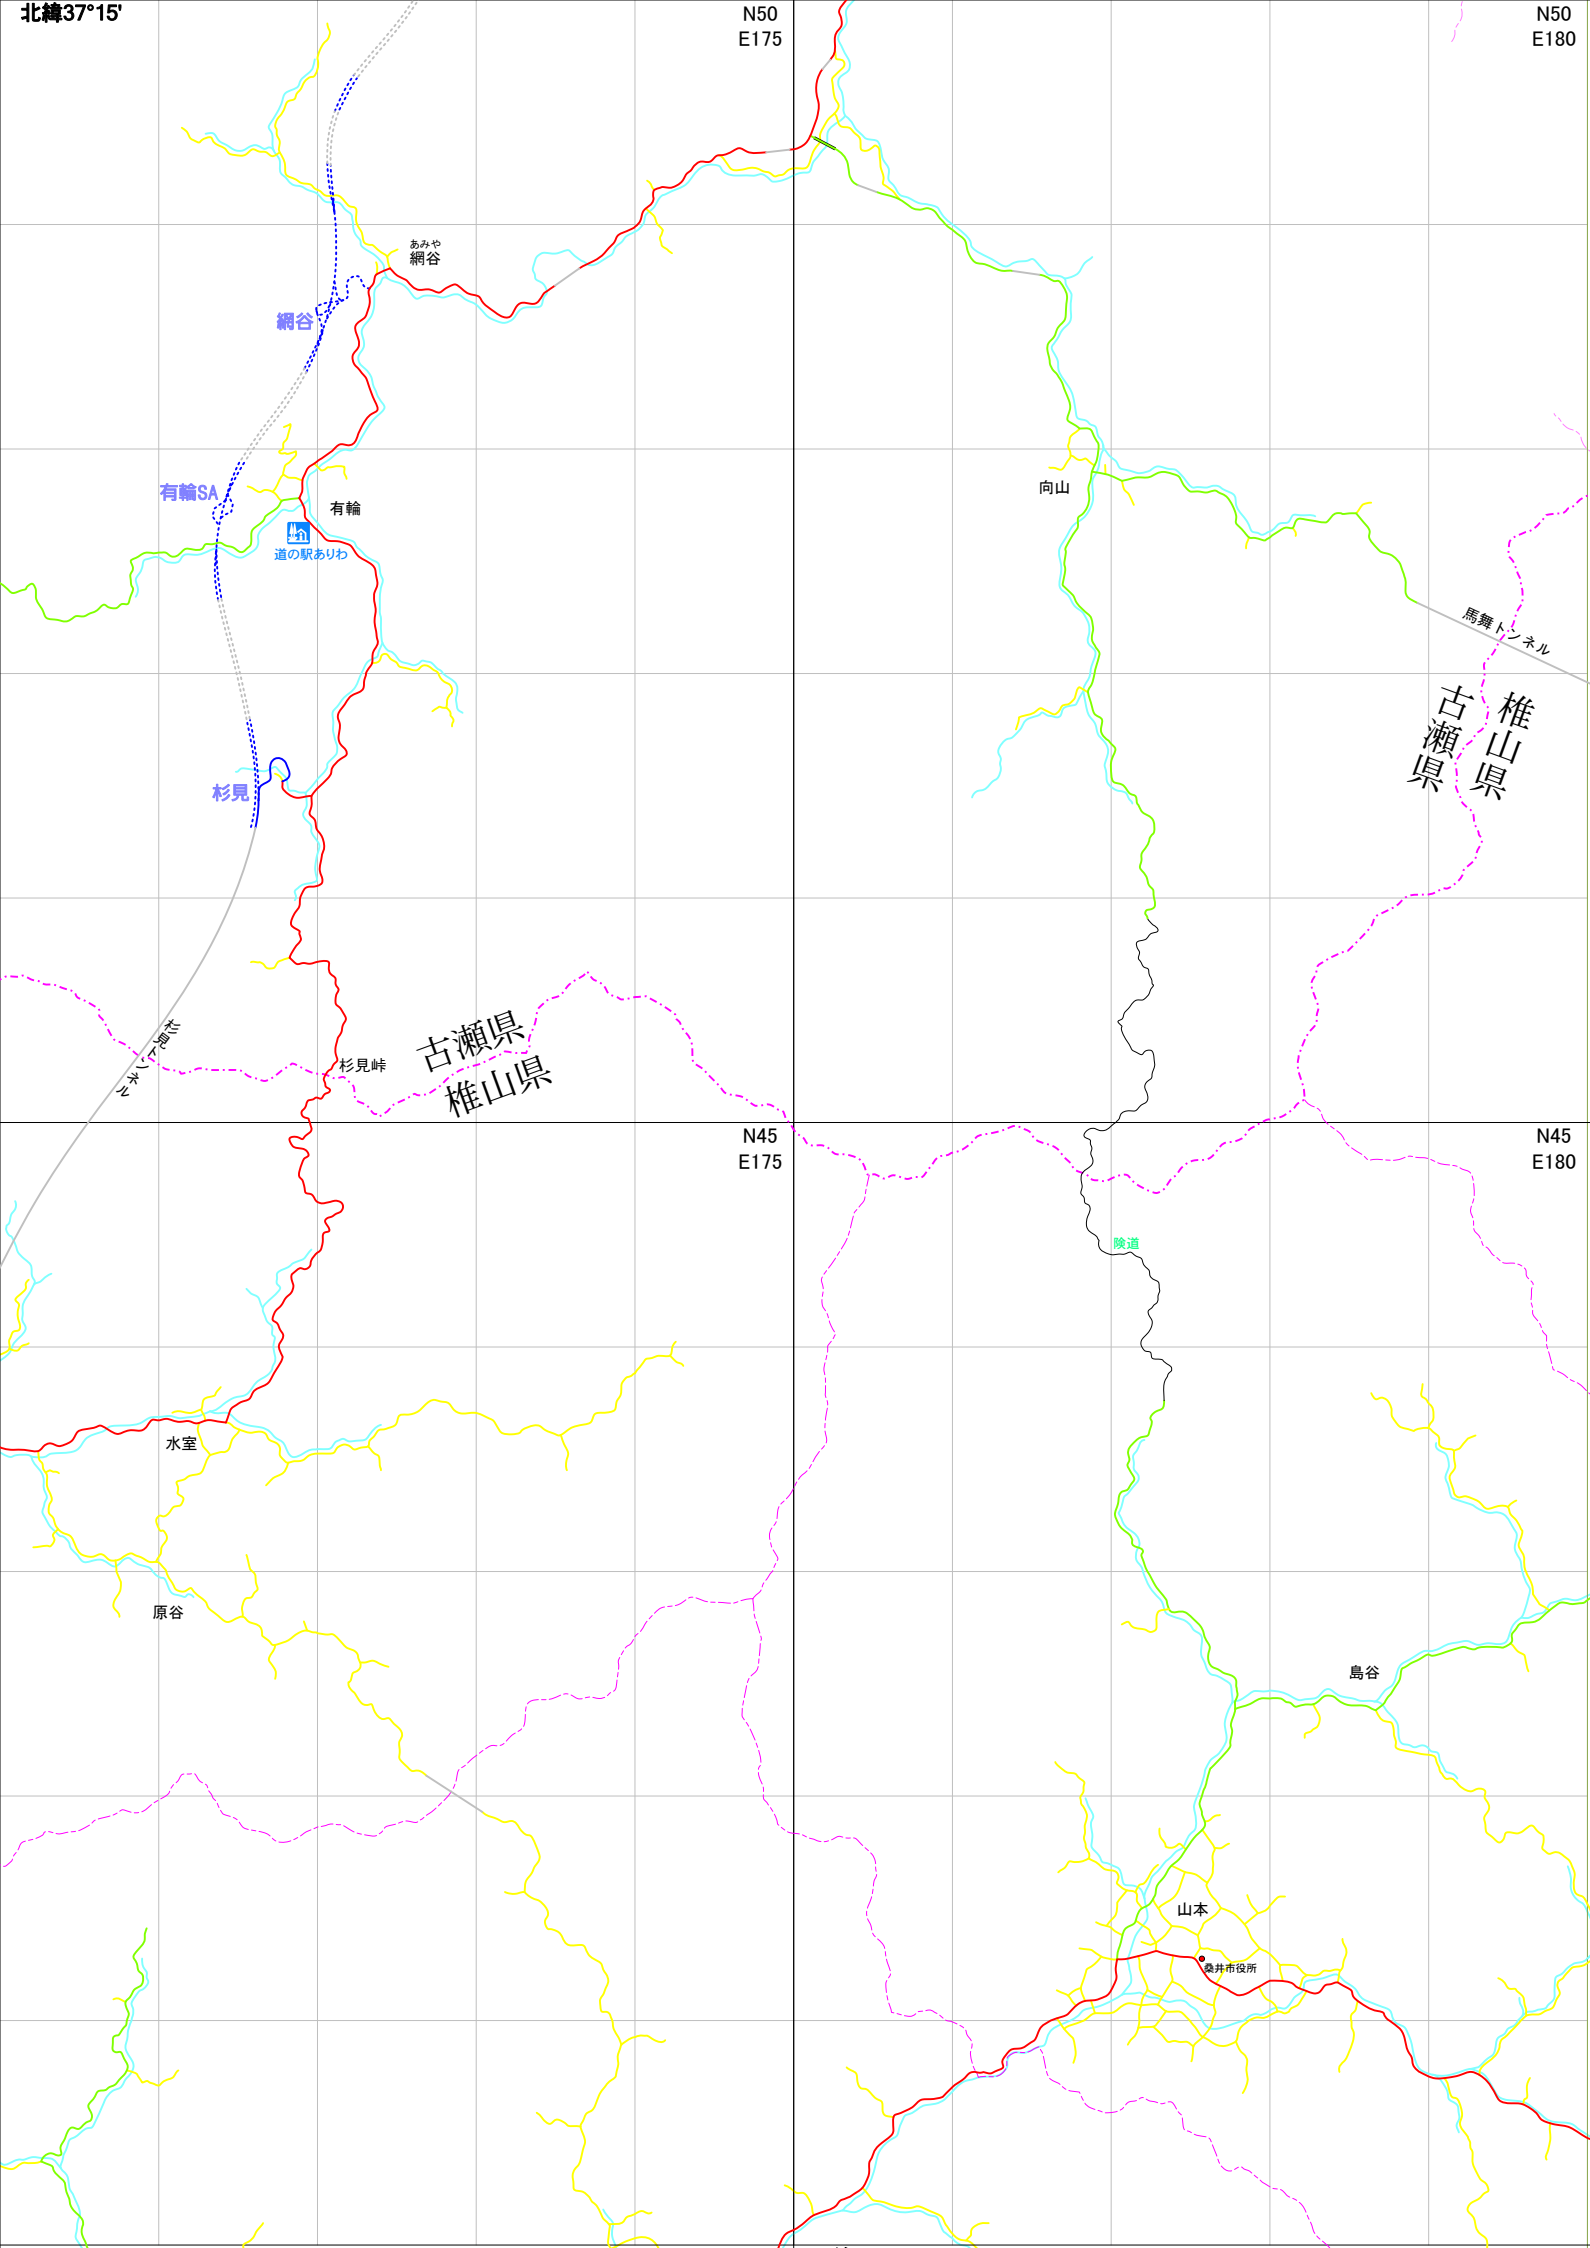 北緯37°15'
N50
E175
N50
E180
あみや
網谷
網谷
有輪SA
有輪
道の駅ありわ
向山
馬舞トンネル
古瀬県
椎山県
杉見
杉見トンネル
杉見峠
古瀬県
椎山県
N45
E175
N45
E180
険道
水室
原谷
島谷
山本
桑井市役所